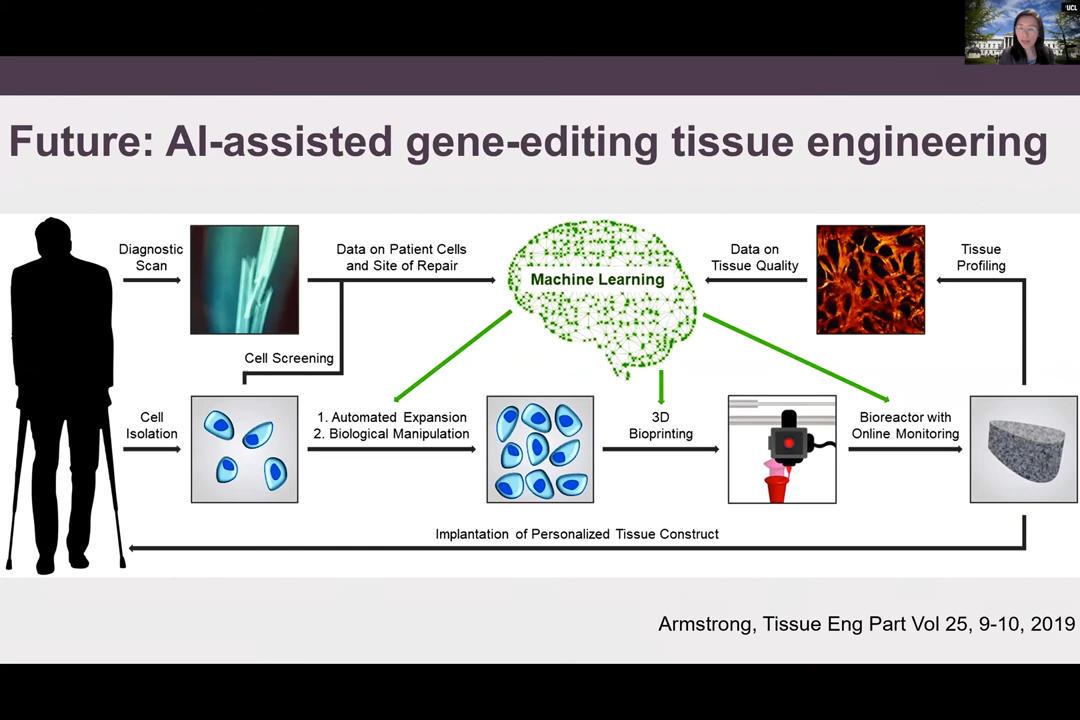 UCL
Future: AI-assisted gene-editing tissue engineering
Diagnostic
Scan
Data on Patient Cells
and Site of Repair
Machine Learning
Data on
Tissue Quality
Tissue
Profiling
Cell Screening
Cell
Isolation
1. Automated Expansion
2. Biological Manipulation
3D
Bioprinting
Bioreactor with
Online Monitoring
Implantation of Personalized Tissue Construct
Armstrong, Tissue Eng Part Vol 25, 9-10, 2019